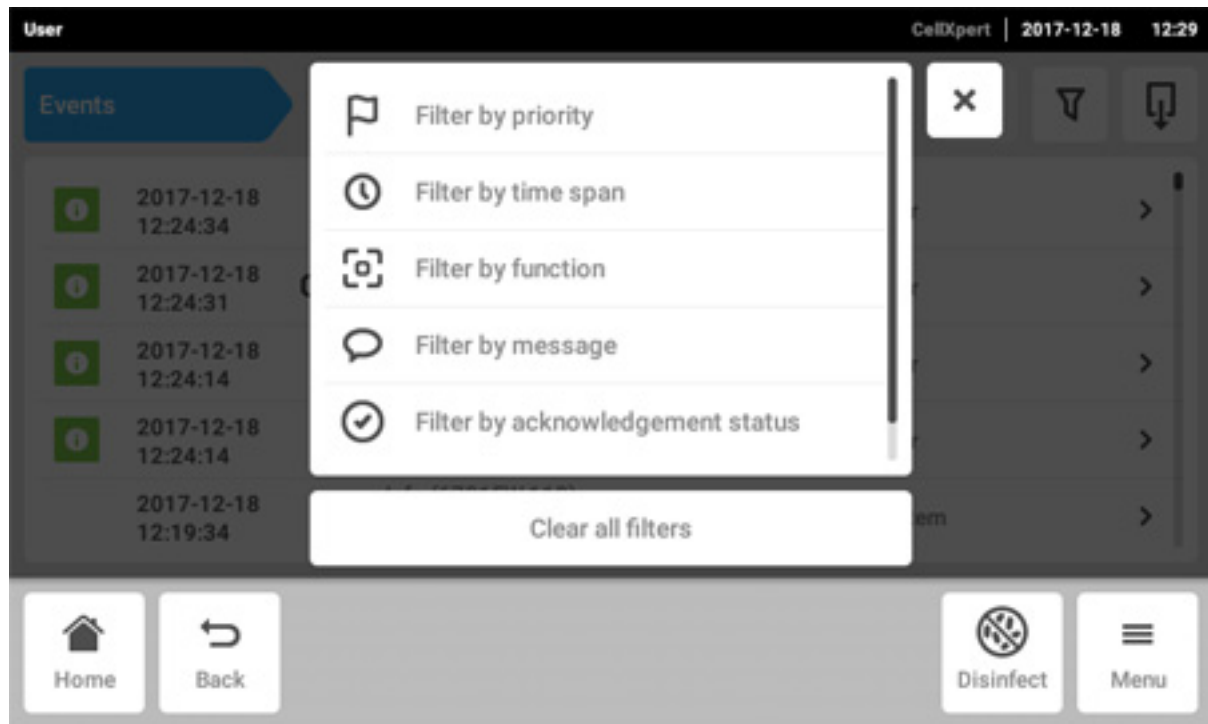 User
CellXpert | 2017-12-18 12:29
Events
Filter by priority
Filter by time span
Filter by function
Filter by message
Filter by acknowledgement status
Clear all filters
2017-12-18
12:24:34
2017-12-18
12:24:31
2017-12-18
12:24:14
2017-12-18
12:24:14
2017-12-18
12:19:34
Home
Back
Disinfect
Menu